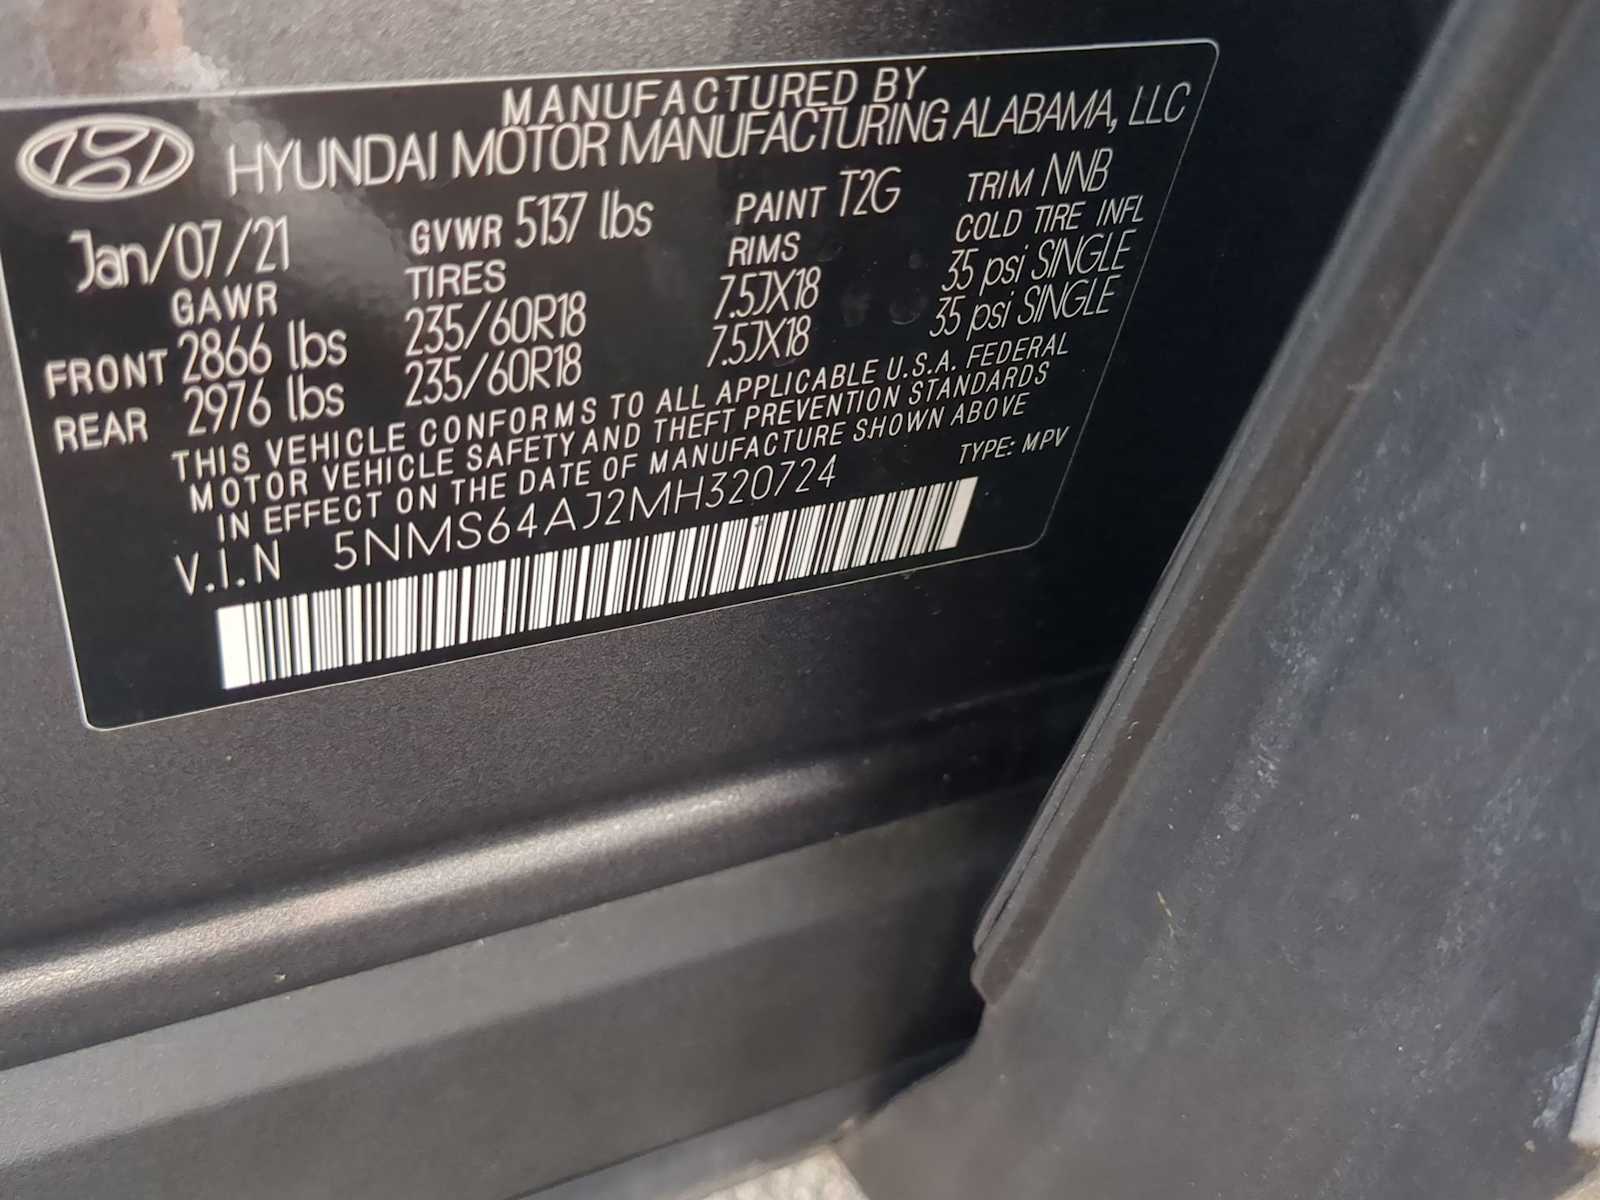 MANUFACTURED BY
HYUNDAI MOTOR MANUFACTURING ALABAMA, LLC
Jan/07/21 GVWR 5137 lbs PAINT T2G TRIM NNB
GAWR TIRES RIMS COLD TIRE INFL
FRONT 2866 lbs 235/60R18 7.5JX18 35 psi SINGLE
REAR 2976 lbs 235/60R18 7.5JX18 35 psi SINGLE
THIS VEHICLE CONFORMS TO ALL APPLICABLE U.S.A. FEDERAL
MOTOR VEHICLE SAFETY AND THEFT PREVENTION STANDARDS
IN EFFECT ON THE DATE OF MANUFACTURE SHOWN ABOVE
V.I.N 5NMS64AJ2MH320724 TYPE: MPV